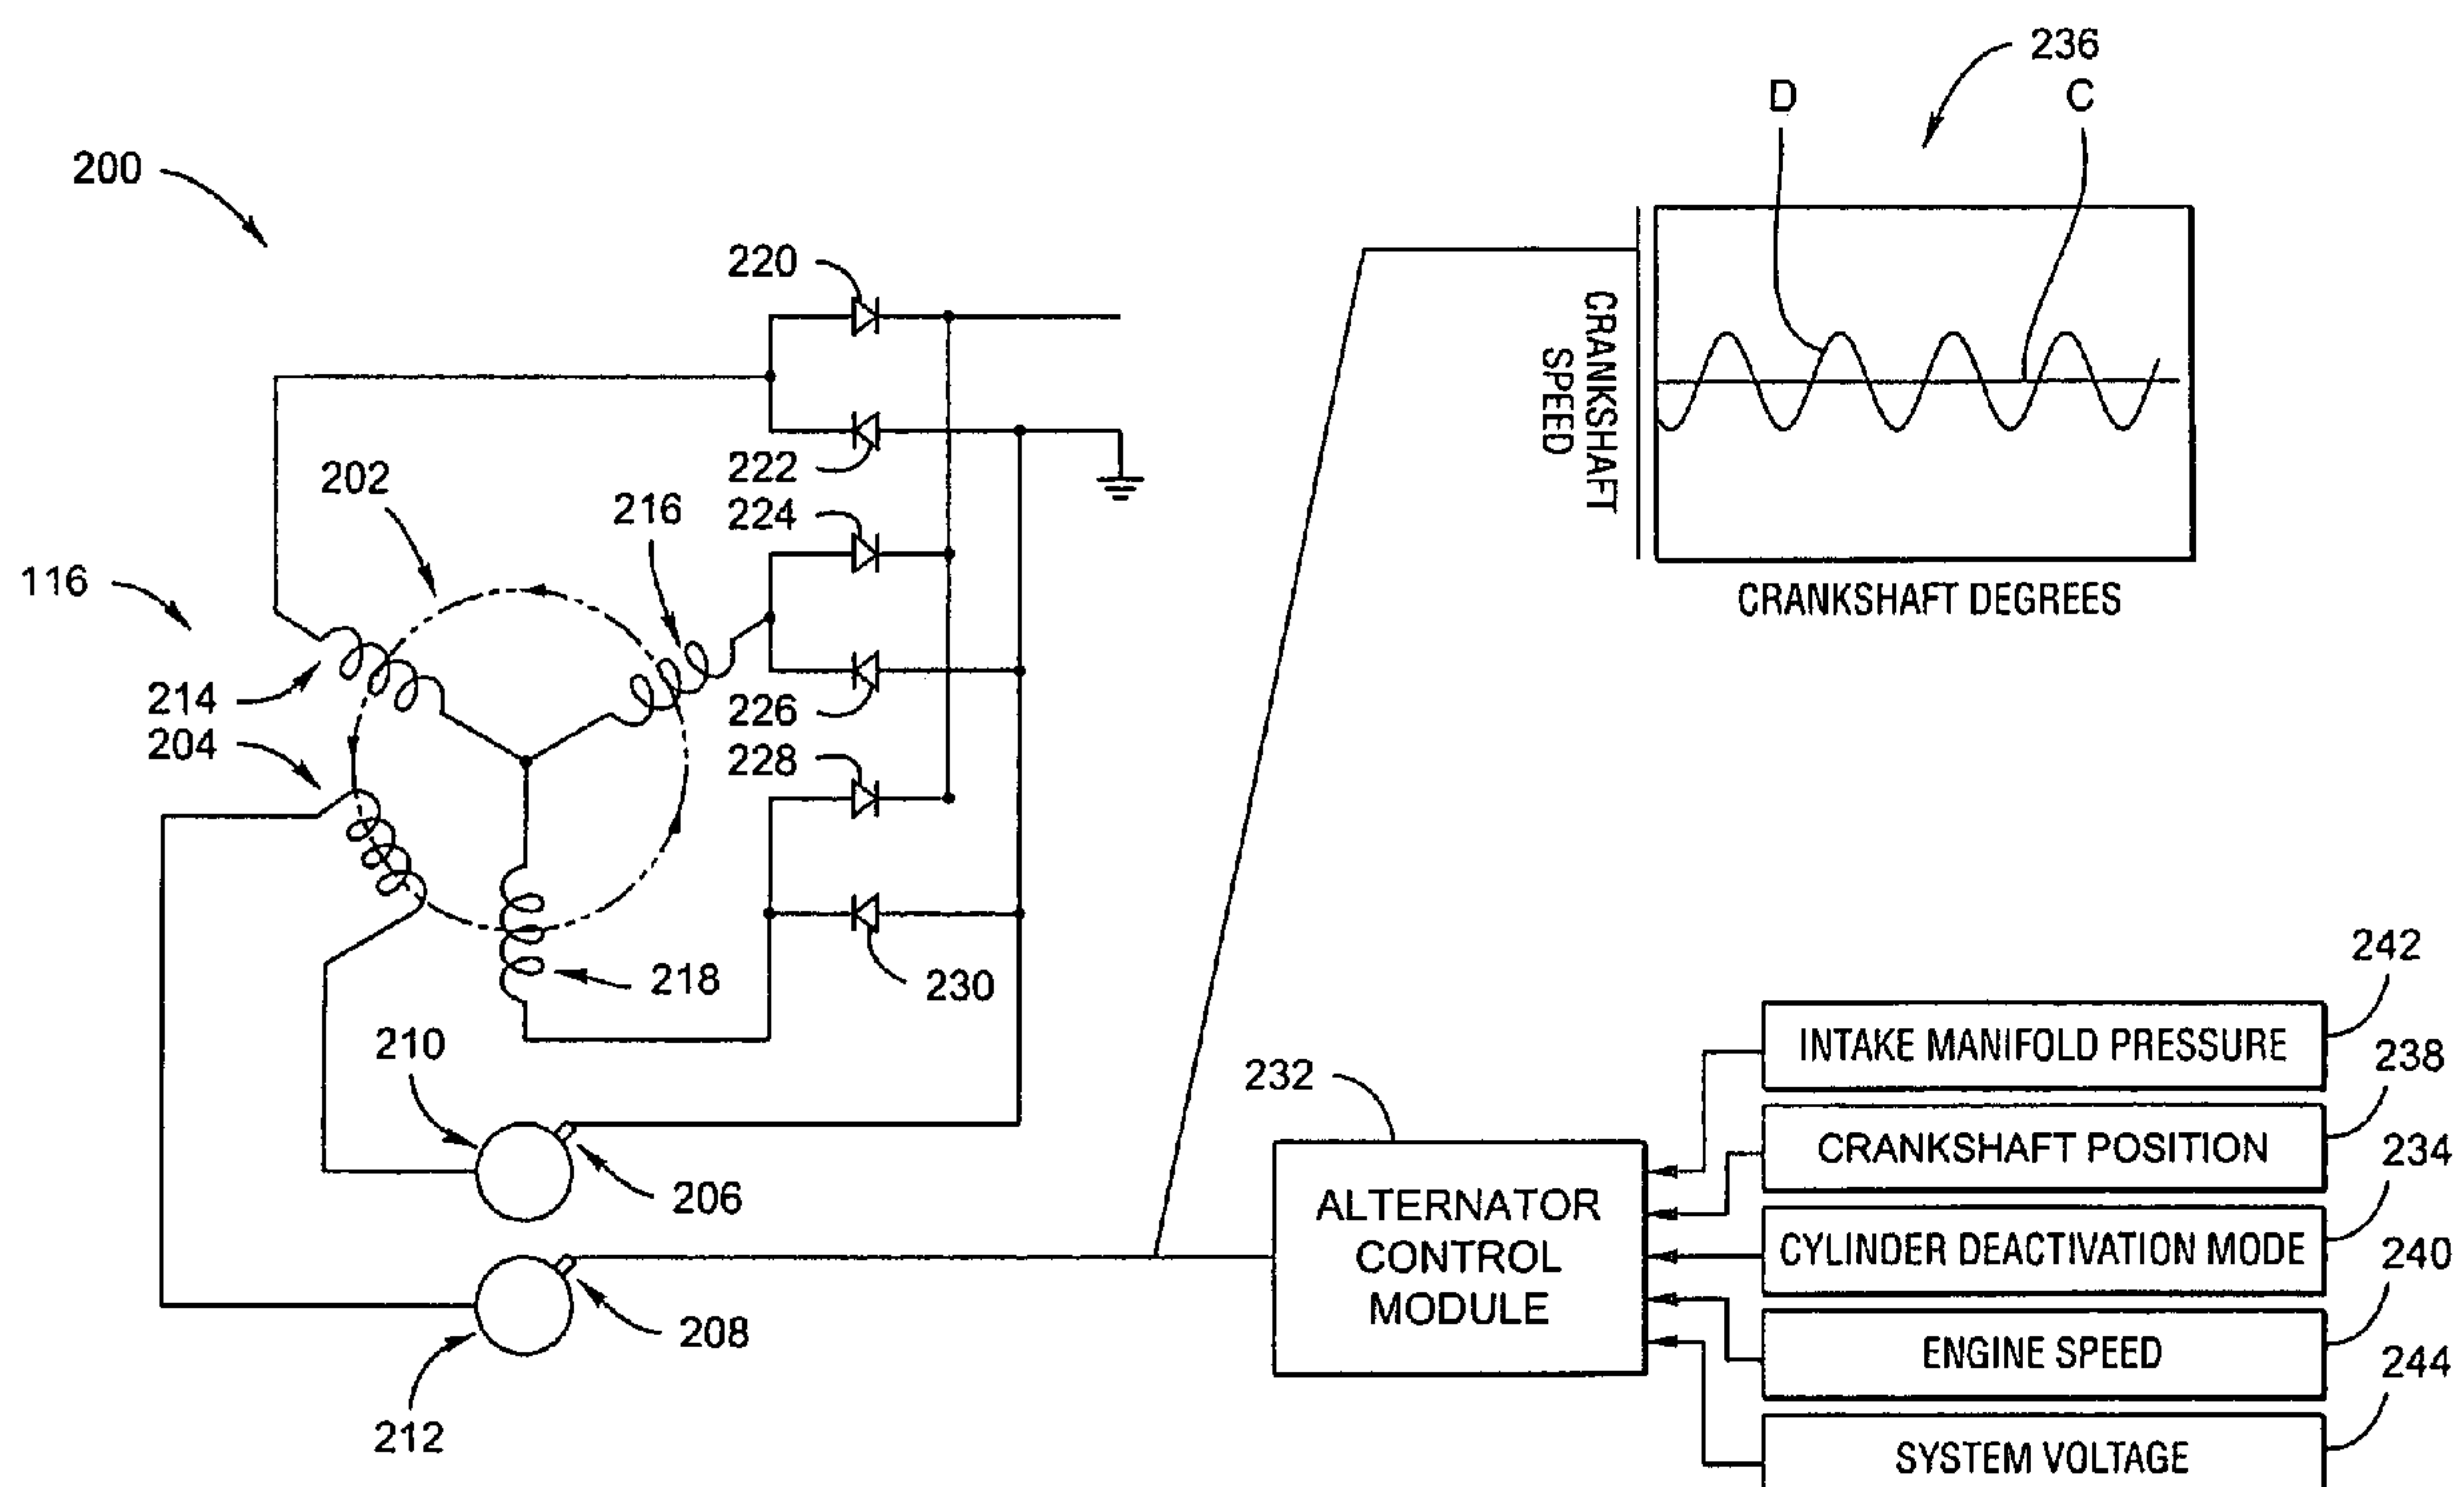 236
D
C
200
220
CRANKSHAFT
SPEED
222
202
216
224
CRANKSHAFT DEGREES
116
214
226
204
228
218
230
242
INTAKE MANIFOLD PRESSURE
210
232
238
CRANKSHAFT POSITION
234
206
ALTERNATOR
CONTROL
MODULE
CYLINDER DEACTIVATION MODE
240
208
ENGINE SPEED
244
212
SYSTEM VOLTAGE